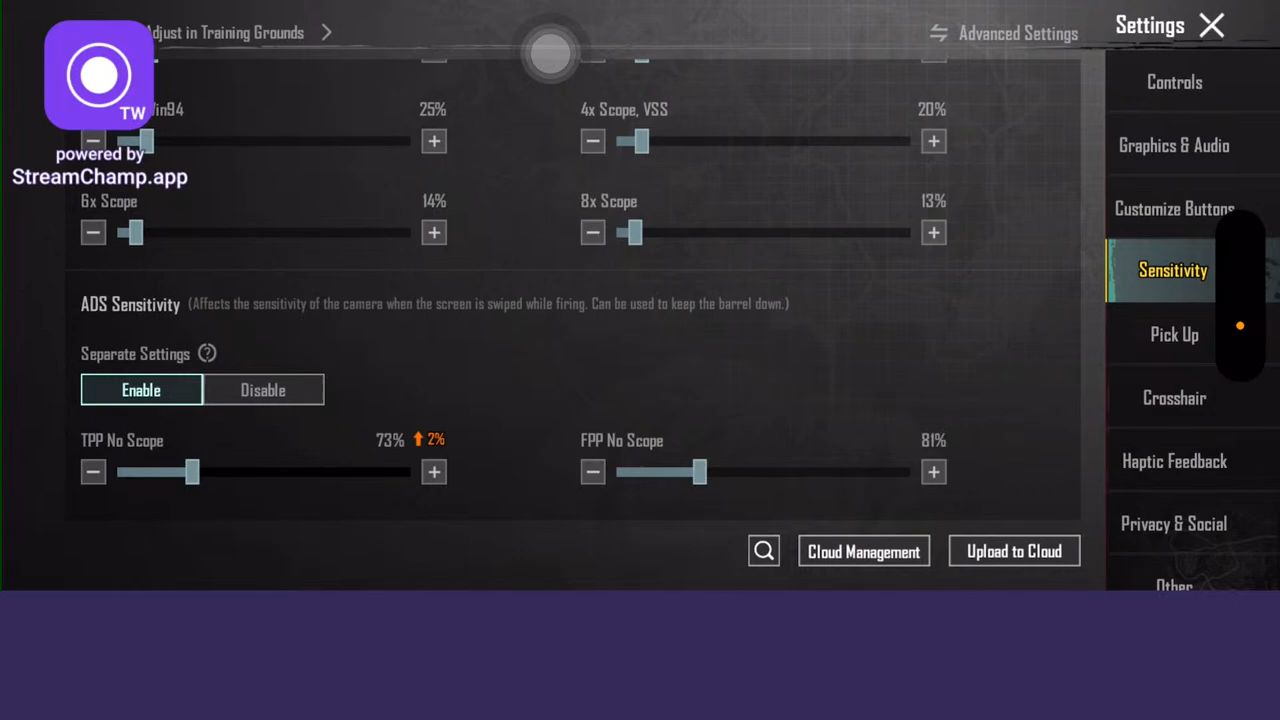 Adjust in Training Grounds
Advanced Settings
Settings
TW
powered by
StreamChamp.app
Win94
25%
4x Scope, VSS
20%
6x Scope
14%
8x Scope
13%
ADS Sensitivity (Affects the sensitivity of the camera when the screen is swiped while firing. Can be used to keep the barrel down.)
Separate Settings ?
Enable
Disable
TPP No Scope
73% 2%
FPP No Scope
81%
Cloud Management
Upload to Cloud
Controls
Graphics & Audio
Customize Buttons
Sensitivity
Pick Up
Crosshair
Haptic Feedback
Privacy & Social
Other